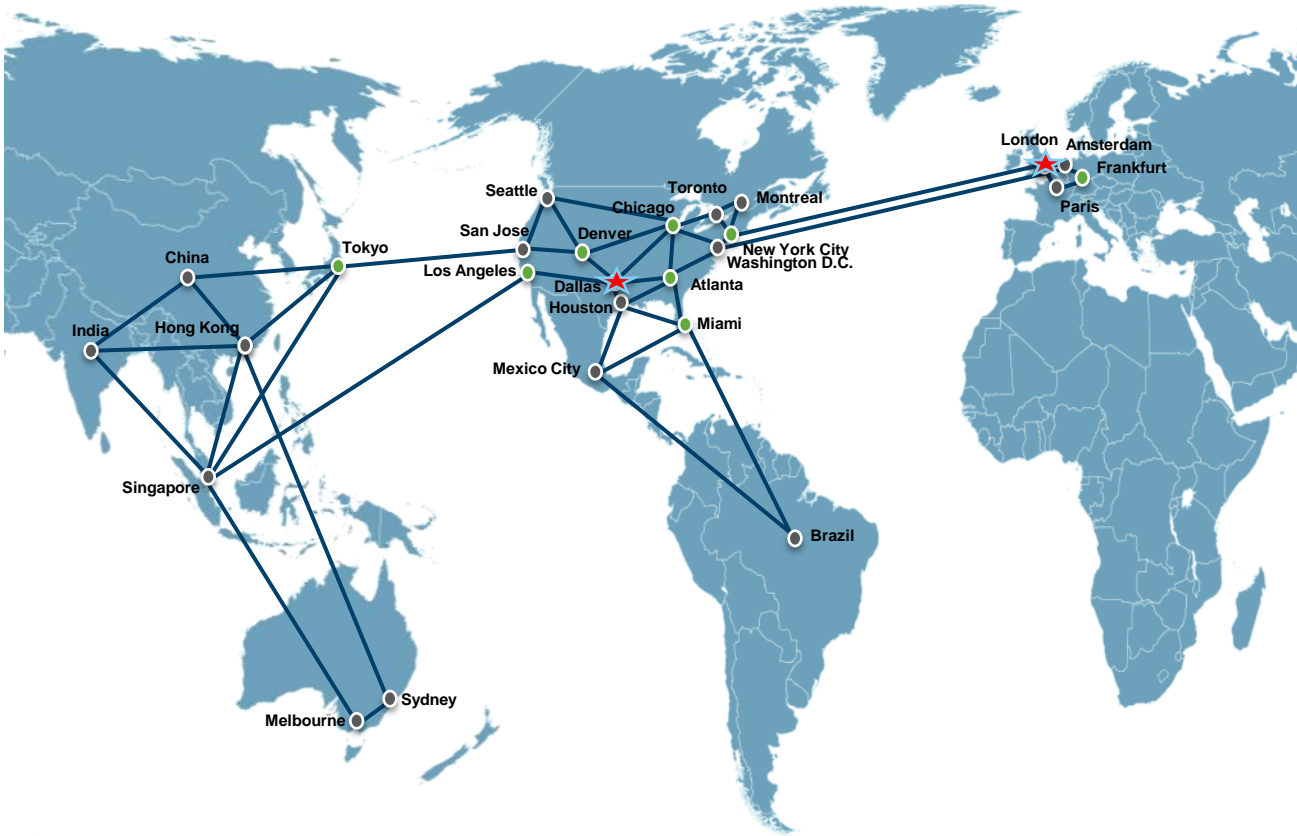 London
Amsterdam
Frankfurt
Paris
Seattle
Toronto
Montreal
Chicago
San Jose
Denver
Tokyo
New York City
Washington D.C.
China
Los Angeles
Dallas
Atlanta
Houston
India
Hong Kong
Miami
Mexico City
Singapore
Brazil
Sydney
Melbourne